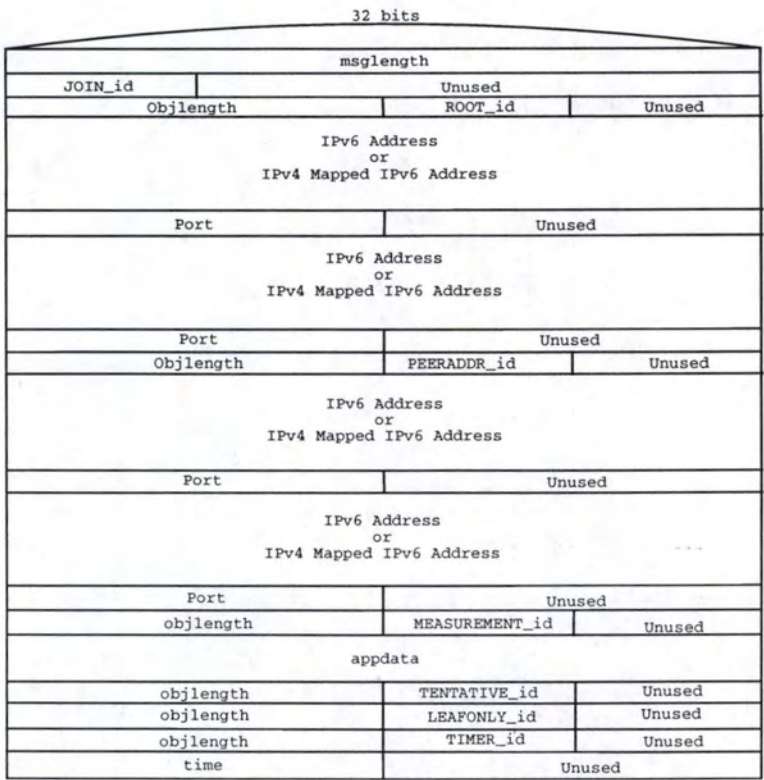 32 bits
msglength
JOIN_id Unused
Objlength ROOT_id Unused
IPv6 Address
or
IPv4 Mapped IPv6 Address
Port Unused
IPv6 Address
or
IPv4 Mapped IPv6 Address
Port Unused
Objlength PEERADDR_id Unused
IPv6 Address
or
IPv4 Mapped IPv6 Address
Port Unused
IPv6 Address
or
IPv4 Mapped IPv6 Address
Port Unused
objlength MEASUREMENT_id Unused
appdata
objlength TENTATIVE_id Unused
objlength LEAFONLY_id Unused
objlength TIMER_id Unused
time Unused